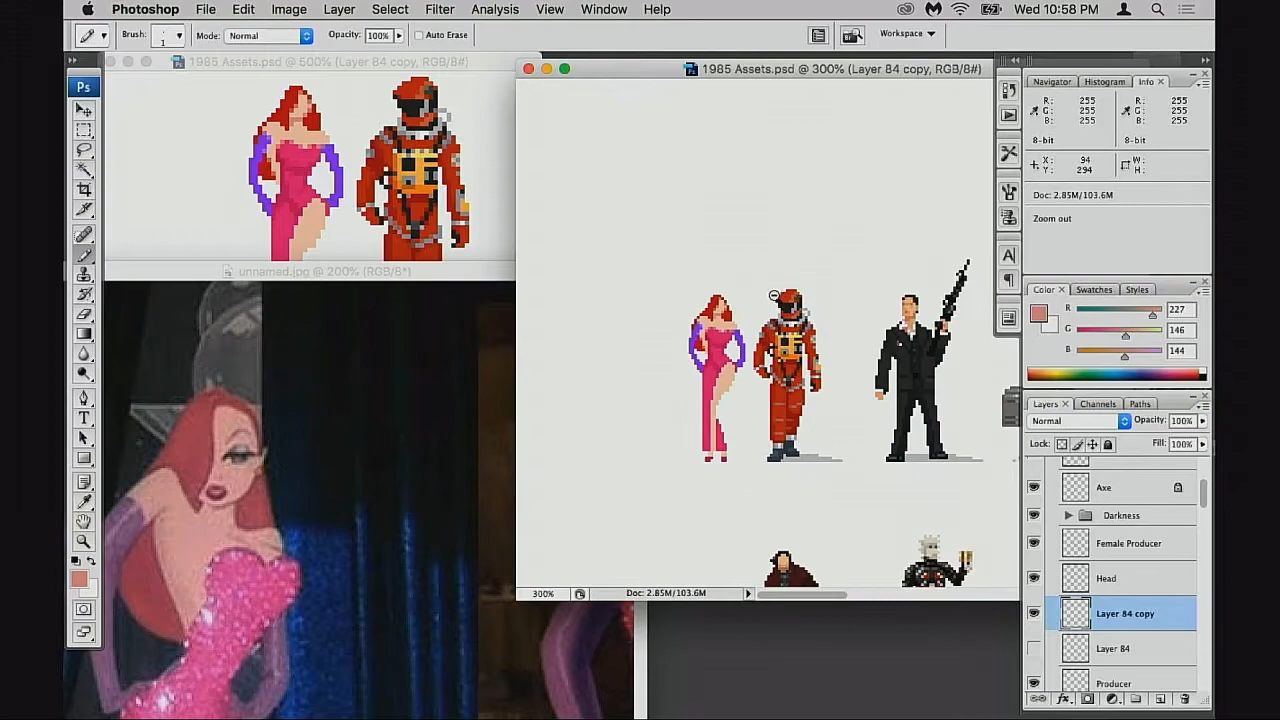 Photoshop File Edit Image Layer Select Filter Analysis View Window Help Wed 10:58 PM
Brush: 1 Mode: Normal Opacity: 100% Auto Erase Workspace
1985 Assets.psd @ 500% (Layer 84 copy, RGB/8#)
1985 Assets.psd @ 300% (Layer 84 copy, RGB/8#)
Ps
Navigator Histogram Info
R: 255 R: 255
G: 255 G: 255
B: 255 B: 255
8-bit 8-bit
X: 94 W:
Y: 294 H:
Doc: 2.85M/103.6M
Zoom out
unnamed.jpg @ 200% (RGB/8*)
Color Swatches Styles
R 227
G 146
B 144
Layers Channels Paths
Normal Opacity: 100%
Lock: Fill: 100%
Axe
Darkness
Female Producer
Head
Layer 84 copy
Layer 84
Producer
300% Doc: 2.85M/103.6M